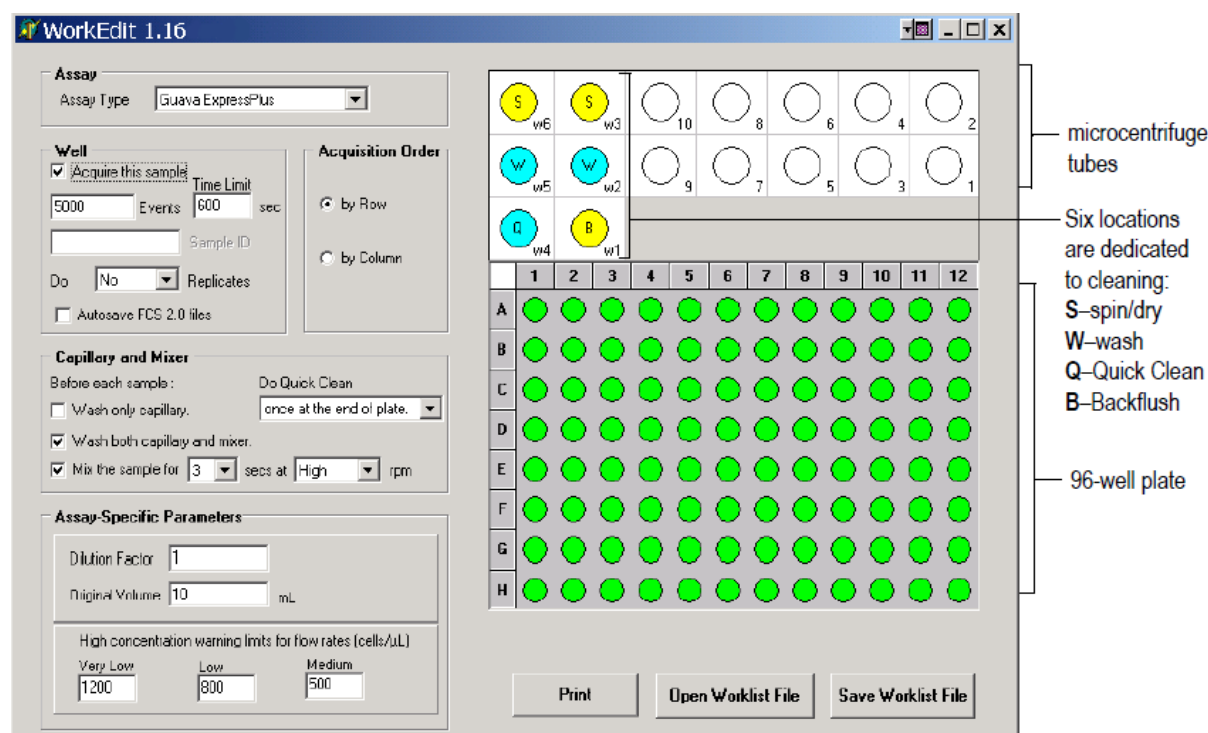 WorkEdit 1.16
Assay
Assay Type Guava ExpressPlus
Well
Acquire this sample
Time Limit
5000 Events 600 sec
Sample ID
Do No Replicates
Autosave FCS 2.0 files
Acquisition Order
by Row
by Column
Capillary and Mixer
Before each sample: Do Quick Clean
Wash only capillary. once at the end of plate.
Wash both capillary and mixer.
Mix the sample for 3 secs at High rpm
Assay-Specific Parameters
Dilution Factor 1
Original Volume 10 mL
High concentration warning limits for flow rates (cells/μL)
Very Low Low Medium
1200 800 500
S w6 S w3 10 8 6 4 2
W w5 W w2 9 7 5 3 1
Q w4 B w1
1 2 3 4 5 6 7 8 9 10 11 12
A
B
C
D
E
F
G
H
Print Open Worklist File Save Worklist File
microcentrifuge
tubes
Six locations
are dedicated
to cleaning:
S–spin/dry
W–wash
Q–Quick Clean
B–Backflush
96-well plate